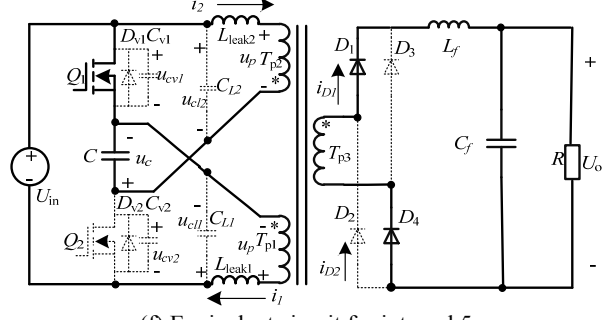 i2
Dv1 Cv1
Lleak2
Q1
ucv1
ucl2
CL2
up Tp2
*
D1
D3
Lf
iD1
C
uc
Uin
*
Tp3
Cf
R
Uo
Dv2 Cv2
Q2
ucv2
ucl1
CL1
up Tp1
*
Lleak1
i1
D2
D4
iD2
(f) Equivalent circuit for interval 5